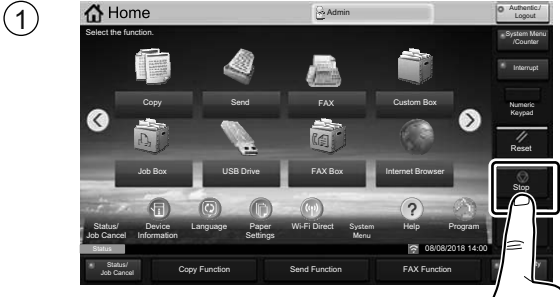 1
Home
Admin
Authentic./
Logout
Select the function.
System Menu
/Counter
Interrupt
Copy
Send
FAX
Custom Box
Numeric
Keypad
Reset
Job Box
USB Drive
FAX Box
Internet Browser
Stop
Status/
Job Cancel
Device
Information
Language
Paper
Settings
Wi-Fi Direct
System
Menu
Help
Program
Status
08/08/2018 14:00
Status/
Job Cancel
Copy Function
Send Function
FAX Function